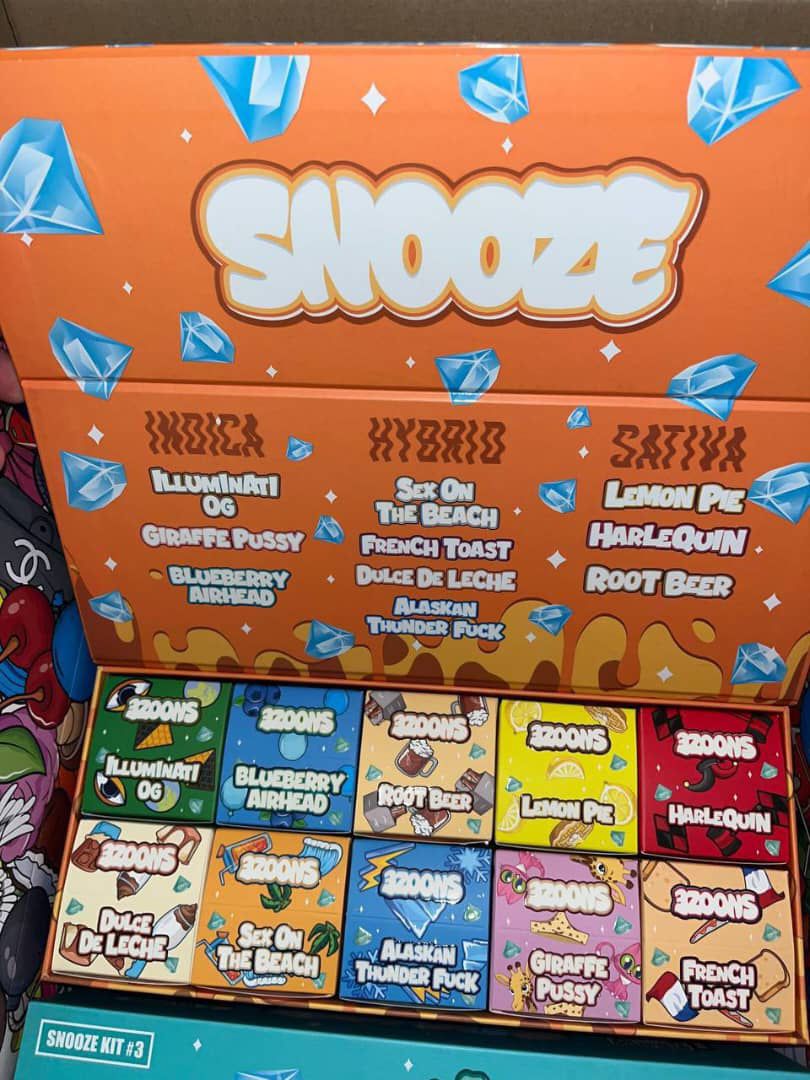 SNOOZE
INDICA
ILLUMINATI
OG
GIRAFFE PUSSY
BLUEBERRY
AIRHEAD
HYBRID
SEX ON
THE BEACH
FRENCH TOAST
DULCE DE LECHE
ALASKAN
THUNDER FUCK
SATIVA
LEMON PIE
HARLEQUIN
ROOT BEER
3ZOONS
ILLUMINATI
OG
3ZOONS
BLUEBERRY
AIRHEAD
3ZOONS
ROOT BEER
3ZOONS
LEMON PIE
3ZOONS
HARLEQUIN
3ZOONS
DULCE
DE LECHE
3ZOONS
SEX ON
THE BEACH
3ZOONS
ALASKAN
THUNDER FUCK
3ZOONS
GIRAFFE
PUSSY
3ZOONS
FRENCH
TOAST
SNOOZE KIT #3